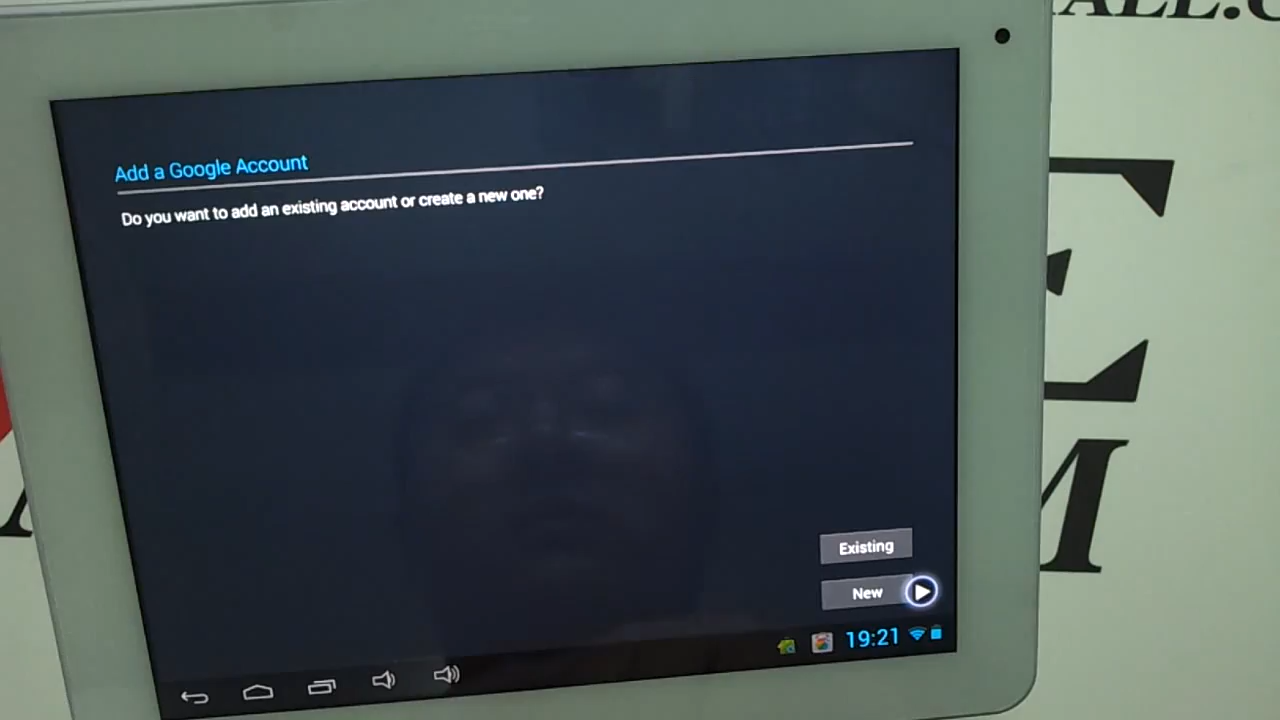 Add a Google Account
Do you want to add an existing account or create a new one?
Existing
New
19:21